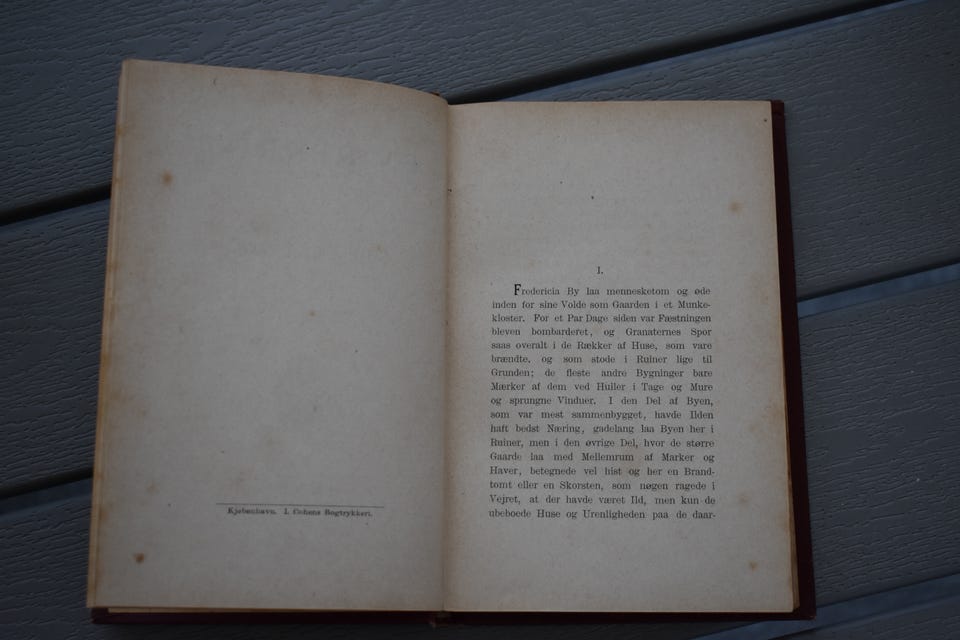 Kjøbenhavn. I. Cohens Bogtrykkeri.
I.
Fredericia By laa mennesketom og øde
inden for sine Volde som Gaarden i et Munke-
kloster. For et Par Dage siden var Fæstningen
bleven bombarderet, og Granaternes Spor
saas overalt i de Rækker af Huse, som vare
brændte, og som stode i Ruiner lige til
Grunden; de fleste andre Bygninger bare
Mærker af dem ved Huller i Tage og Mure
og sprungne Vinduer. I den Del af Byen,
som var mest sammenbygget, havde Ilden
haft bedst Næring, gadelang laa Byen her i
Ruiner, men i den øvrige Del, hvor de større
Gaarde laa med Mellemrum af Marker og
Haver, betegnede vel hist og her en Brand-
tomt eller en Skorsten, som nøgen ragede i
Vejret, at der havde været Ild, men kun de
ubeboede Huse og Urenligheden paa de daar-